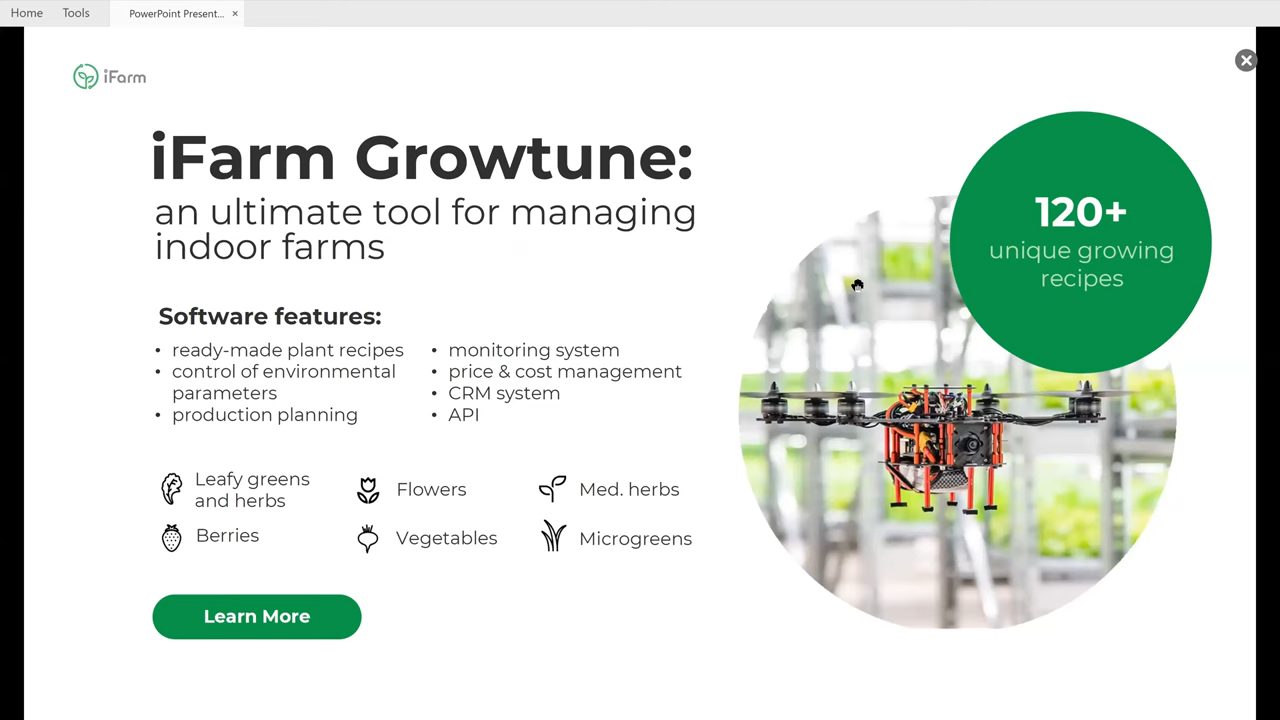 Home Tools PowerPoint Present...
iFarm
iFarm Growtune:
an ultimate tool for managing
indoor farms
120+
unique growing
recipes
Software features:
• ready-made plant recipes
• control of environmental
parameters
• production planning
• monitoring system
• price & cost management
• CRM system
• API
Leafy greens
and herbs
Flowers
Med. herbs
Berries
Vegetables
Microgreens
Learn More